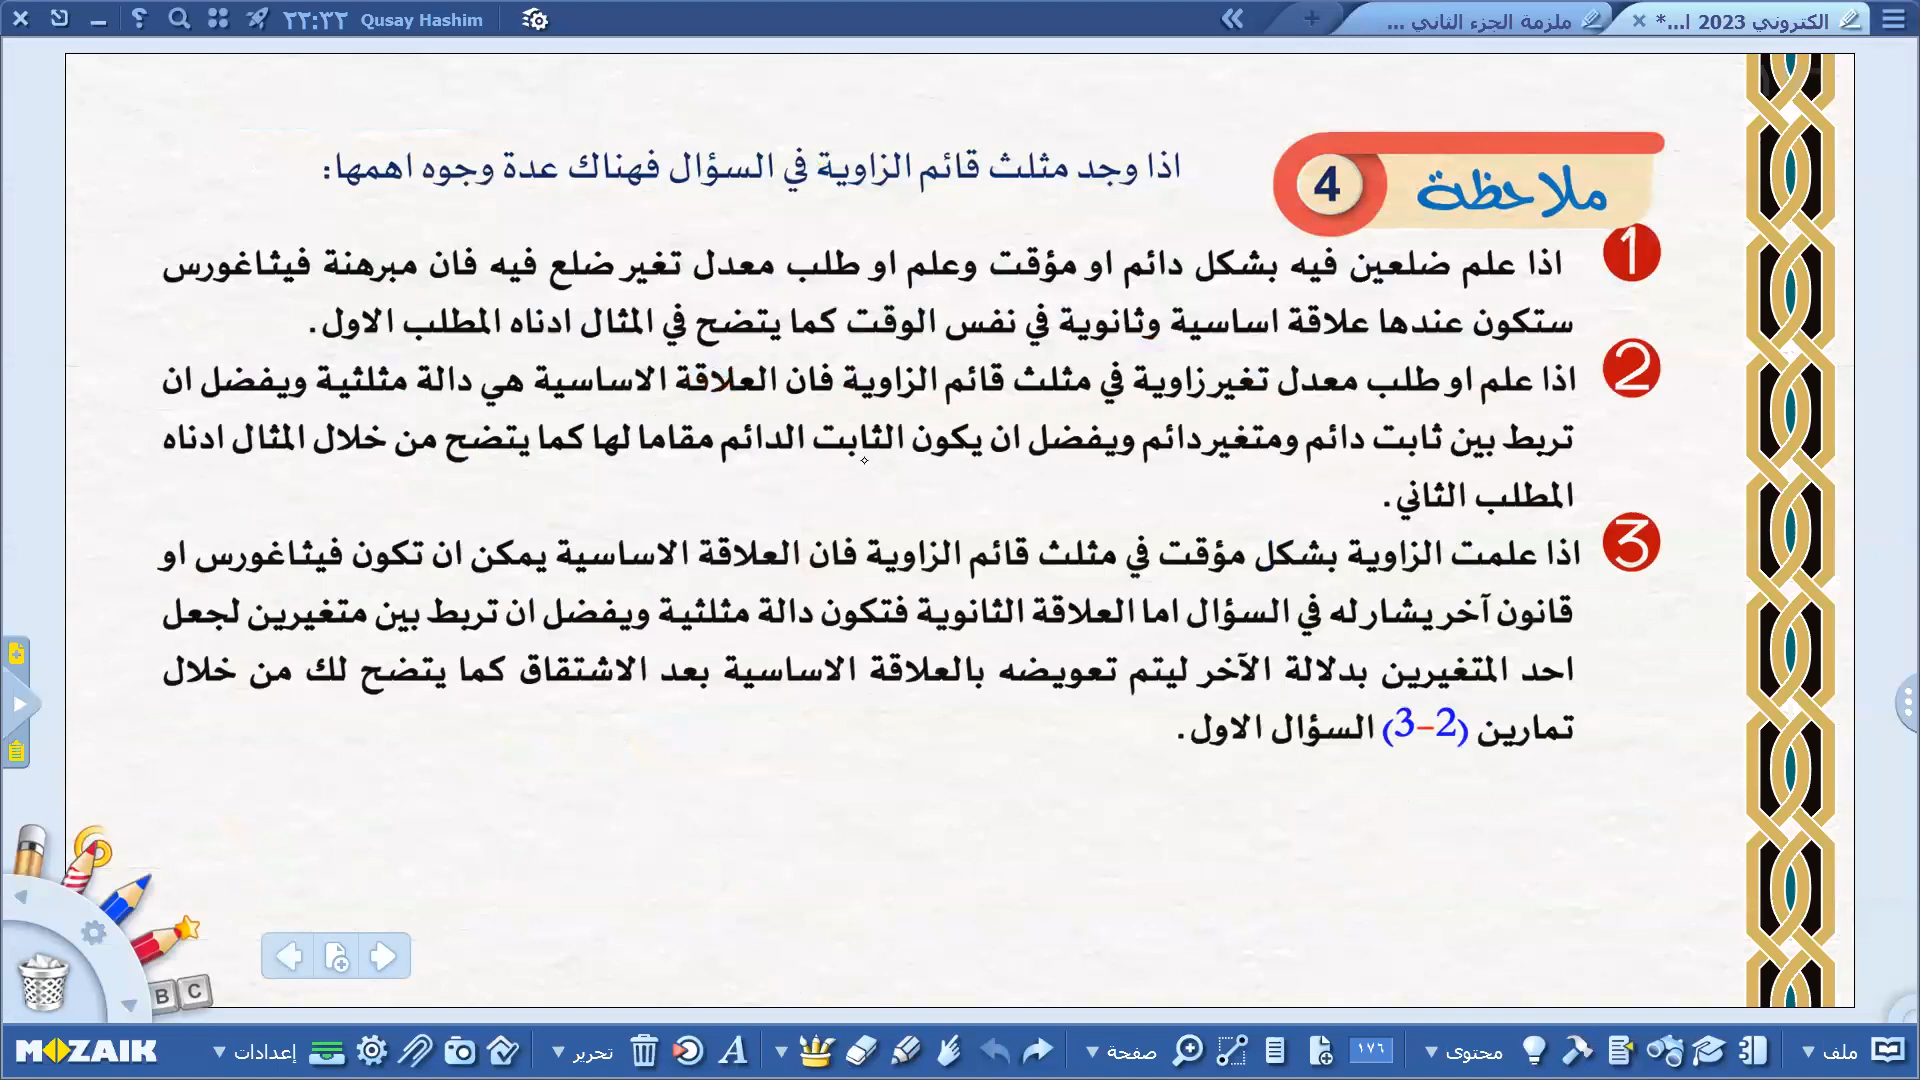 الكتروني 2023 ا...*
ملزمة الجزء الثاني ...
٢٢:٣٢ Qusay Hashim
ملاحظة 4
اذا وجد مثلث قائم الزاوية في السؤال فهناك عدة وجوه اهمها:
1 اذا علم ضلعين فيه بشكل دائم او مؤقت وعلم او طلب معدل تغير ضلع فيه فان مبرهنة فيثاغورس
ستكون عندها علاقة اساسية وثانوية في نفس الوقت كما يتضح في المثال ادناه المطلب الاول.
2 اذا علم او طلب معدل تغير زاوية في مثلث قائم الزاوية فان العلاقة الاساسية هي دالة مثلثية ويفضل ان
تربط بين ثابت دائم ومتغير دائم ويفضل ان يكون الثابت الدائم مقاما لها كما يتضح من خلال المثال ادناه
المطلب الثاني.
3 اذا علمت الزاوية بشكل مؤقت في مثلث قائم الزاوية فان العلاقة الاساسية يمكن ان تكون فيثاغورس او
قانون آخر يشار له في السؤال اما العلاقة الثانوية فتكون دالة مثلثية ويفضل ان تربط بين متغيرين لجعل
احد المتغيرين بدلالة الآخر ليتم تعويضه بالعلاقة الاساسية بعد الاشتقاق كما يتضح لك من خلال
تمارين (2-3) السؤال الاول.
B C
ملف
محتوى
١٧٦
صفحة
A
تحرير
إعدادات
MOZAIK